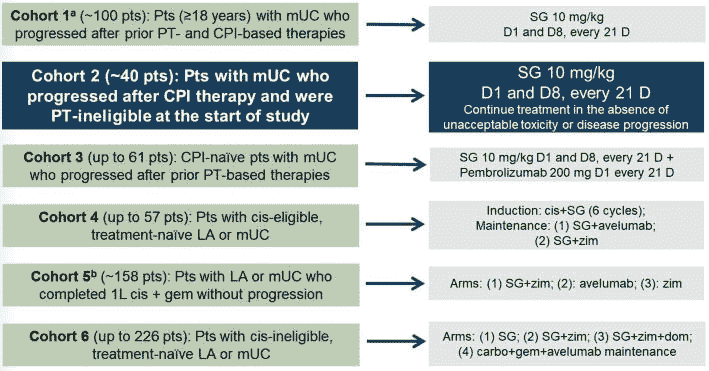 Cohort 1ᵃ (~100 pts): Pts (≥18 years) with mUC who
progressed after prior PT- and CPI-based therapies
SG 10 mg/kg
D1 and D8, every 21 D
Cohort 2 (~40 pts): Pts with mUC who
progressed after CPI therapy and were
PT-ineligible at the start of study
SG 10 mg/kg
D1 and D8, every 21 D
Continue treatment in the absence of
unacceptable toxicity or disease progression
Cohort 3 (up to 61 pts): CPI-naïve pts with mUC
who progressed after prior PT-based therapies
SG 10 mg/kg D1 and D8, every 21 D +
Pembrolizumab 200 mg D1 every 21 D
Cohort 4 (up to 57 pts): Pts with cis-eligible,
treatment-naïve LA or mUC
Induction: cis+SG (6 cycles);
Maintenance: (1) SG+avelumab;
(2) SG+zim
Cohort 5ᵇ (~158 pts): Pts with LA or mUC who
completed 1L cis + gem without progression
Arms: (1) SG+zim; (2): avelumab; (3): zim
Cohort 6 (up to 226 pts): Pts with cis-ineligible,
treatment-naïve LA or mUC
Arms: (1) SG; (2) SG+zim; (3) SG+zim+dom;
(4) carbo+gem+avelumab maintenance